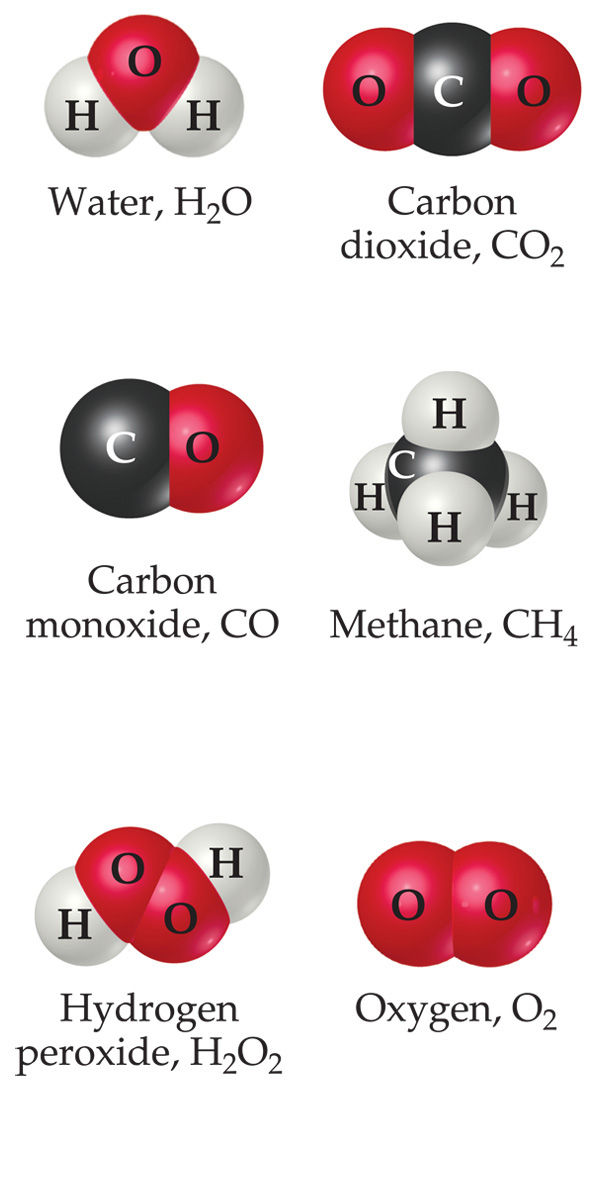 O
H H
Water, H₂O
O C O
Carbon
dioxide, CO₂
C O
Carbon
monoxide, CO
H
C
H H H
Methane, CH₄
O H
H O
Hydrogen
peroxide, H₂O₂
O O
Oxygen, O₂